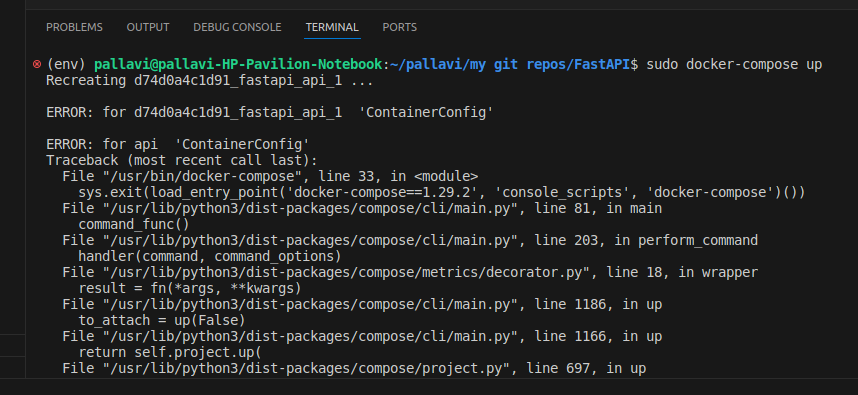 PROBLEMS OUTPUT DEBUG CONSOLE TERMINAL PORTS
(env) pallavi@pallavi-HP-Pavilion-Notebook:~/pallavi/my git repos/FastAPI$ sudo docker-compose up
Recreating d74d0a4c1d91_fastapi_api_1 ...
ERROR: for d74d0a4c1d91_fastapi_api_1  'ContainerConfig'
ERROR: for api  'ContainerConfig'
Traceback (most recent call last):
  File "/usr/bin/docker-compose", line 33, in <module>
    sys.exit(load_entry_point('docker-compose==1.29.2', 'console_scripts', 'docker-compose')())
  File "/usr/lib/python3/dist-packages/compose/cli/main.py", line 81, in main
    command_func()
  File "/usr/lib/python3/dist-packages/compose/cli/main.py", line 203, in perform_command
    handler(command, command_options)
  File "/usr/lib/python3/dist-packages/compose/metrics/decorator.py", line 18, in wrapper
    result = fn(*args, **kwargs)
  File "/usr/lib/python3/dist-packages/compose/cli/main.py", line 1186, in up
    to_attach = up(False)
  File "/usr/lib/python3/dist-packages/compose/cli/main.py", line 1166, in up
    return self.project.up(
  File "/usr/lib/python3/dist-packages/compose/project.py", line 697, in up